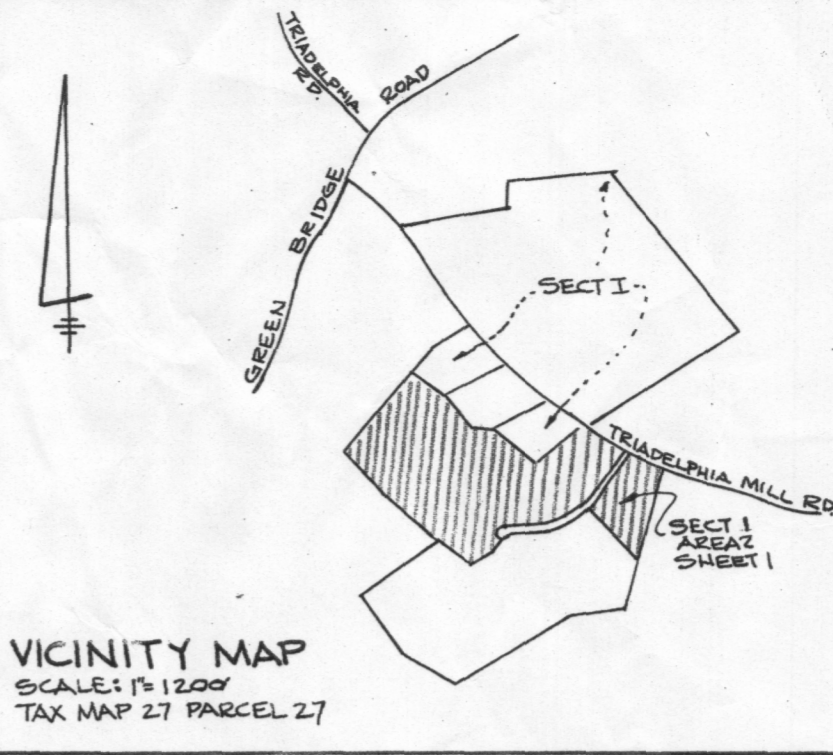 TRIADELPHIA
RD.
GREEN BRIDGE ROAD
SECT I
TRIADELPHIA MILL RD.
SECT 1
AREA 2
SHEET 1
VICINITY MAP
SCALE: 1"= 1200'
TAX MAP 27 PARCEL 27